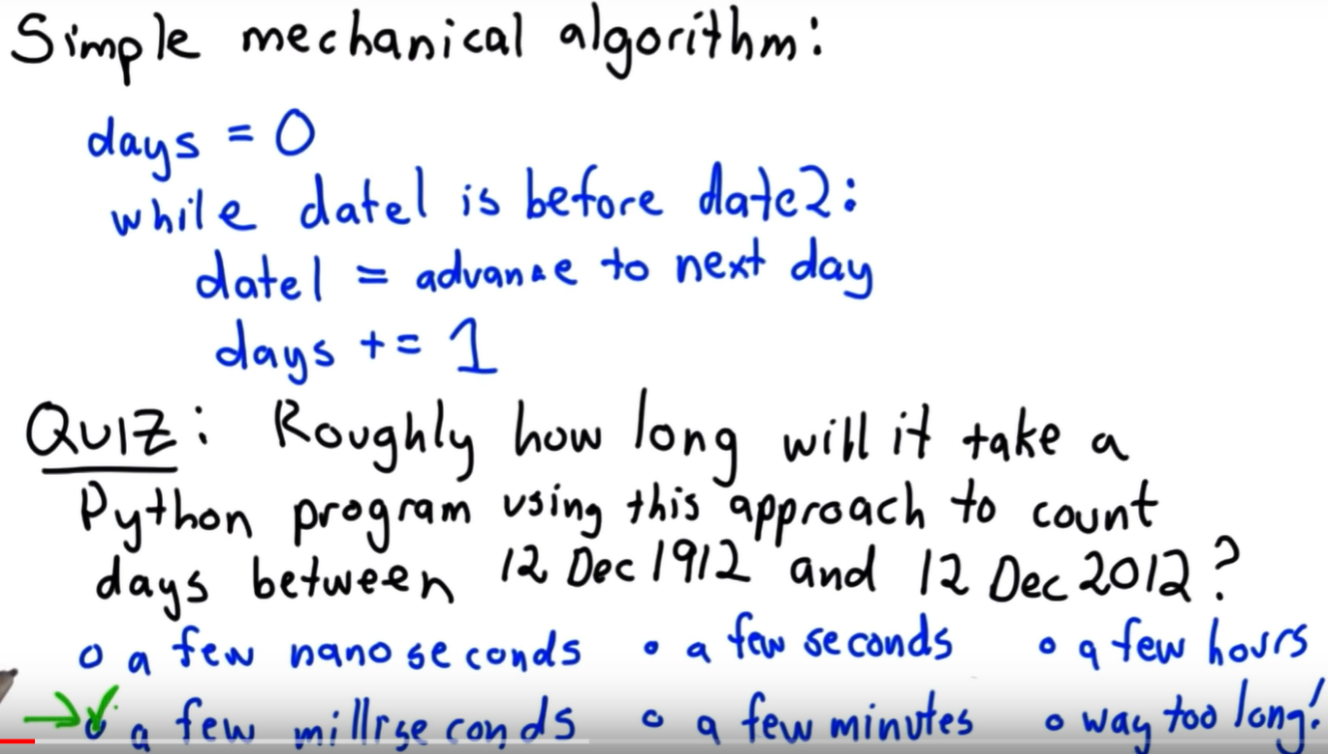 Simple mechanical algorithm:
days = 0
while date1 is before date2:
date1 = advance to next day
days += 1
QUIZ: Roughly how long will it take a
Python program using this approach to count
days between 12 Dec 1912 and 12 Dec 2012?
o a few nanoseconds o a few seconds o a few hours
→✓o a few milliseconds o a few minutes o way too long!